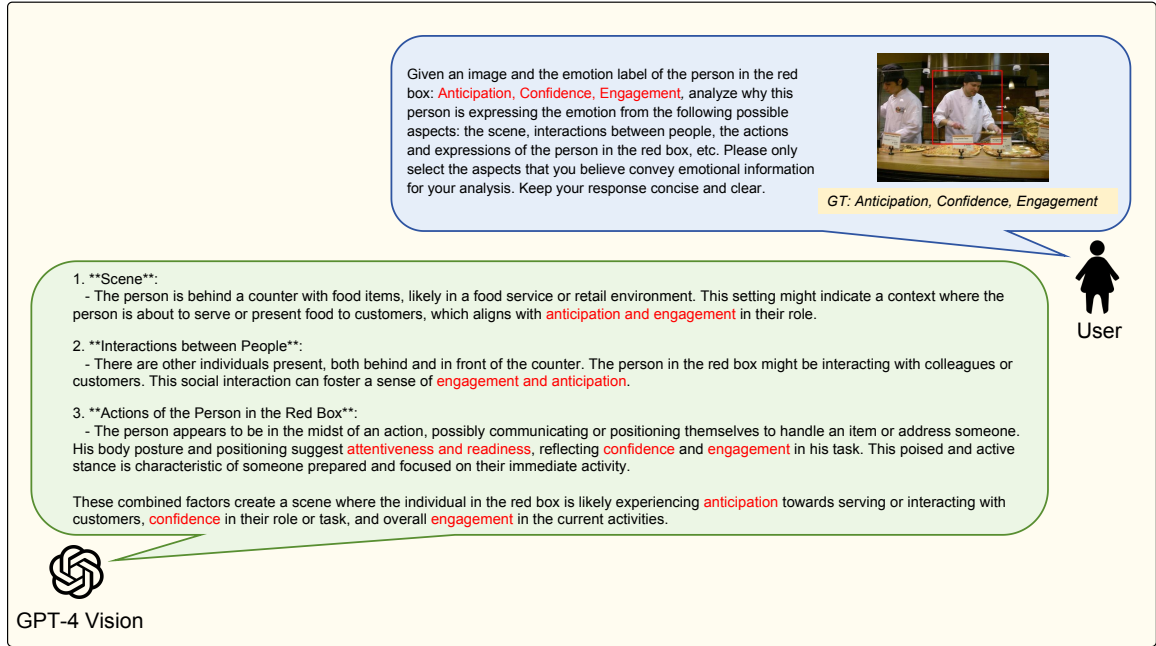 Given an image and the emotion label of the person in the red
box: Anticipation, Confidence, Engagement, analyze why this
person is expressing the emotion from the following possible
aspects: the scene, interactions between people, the actions
and expressions of the person in the red box, etc. Please only
select the aspects that you believe convey emotional information
for your analysis. Keep your response concise and clear.
GT: Anticipation, Confidence, Engagement
User
1. **Scene**:
- The person is behind a counter with food items, likely in a food service or retail environment. This setting might indicate a context where the
person is about to serve or present food to customers, which aligns with anticipation and engagement in their role.
2. **Interactions between People**:
- There are other individuals present, both behind and in front of the counter. The person in the red box might be interacting with colleagues or
customers. This social interaction can foster a sense of engagement and anticipation.
3. **Actions of the Person in the Red Box**:
- The person appears to be in the midst of an action, possibly communicating or positioning themselves to handle an item or address someone.
His body posture and positioning suggest attentiveness and readiness, reflecting confidence and engagement in his task. This poised and active
stance is characteristic of someone prepared and focused on their immediate activity.
These combined factors create a scene where the individual in the red box is likely experiencing anticipation towards serving or interacting with
customers, confidence in their role or task, and overall engagement in the current activities.
GPT-4 Vision